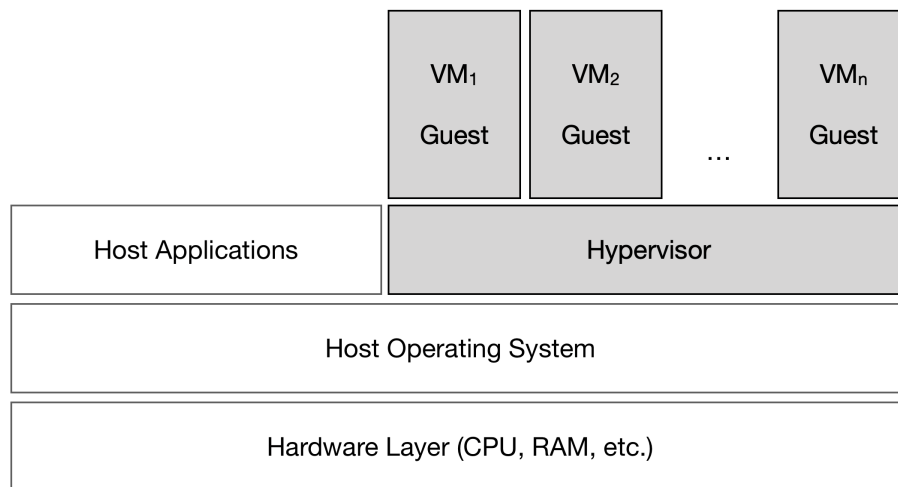 VM₁
Guest
VM₂
Guest
...
VMₙ
Guest
Host Applications
Hypervisor
Host Operating System
Hardware Layer (CPU, RAM, etc.)